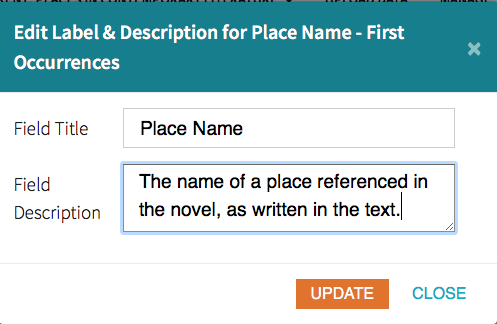 Edit Label & Description for Place Name - First
Occurrences
×
Field Title
Place Name
Field
Description
The name of a place referenced in
the novel, as written in the text.
UPDATE
CLOSE